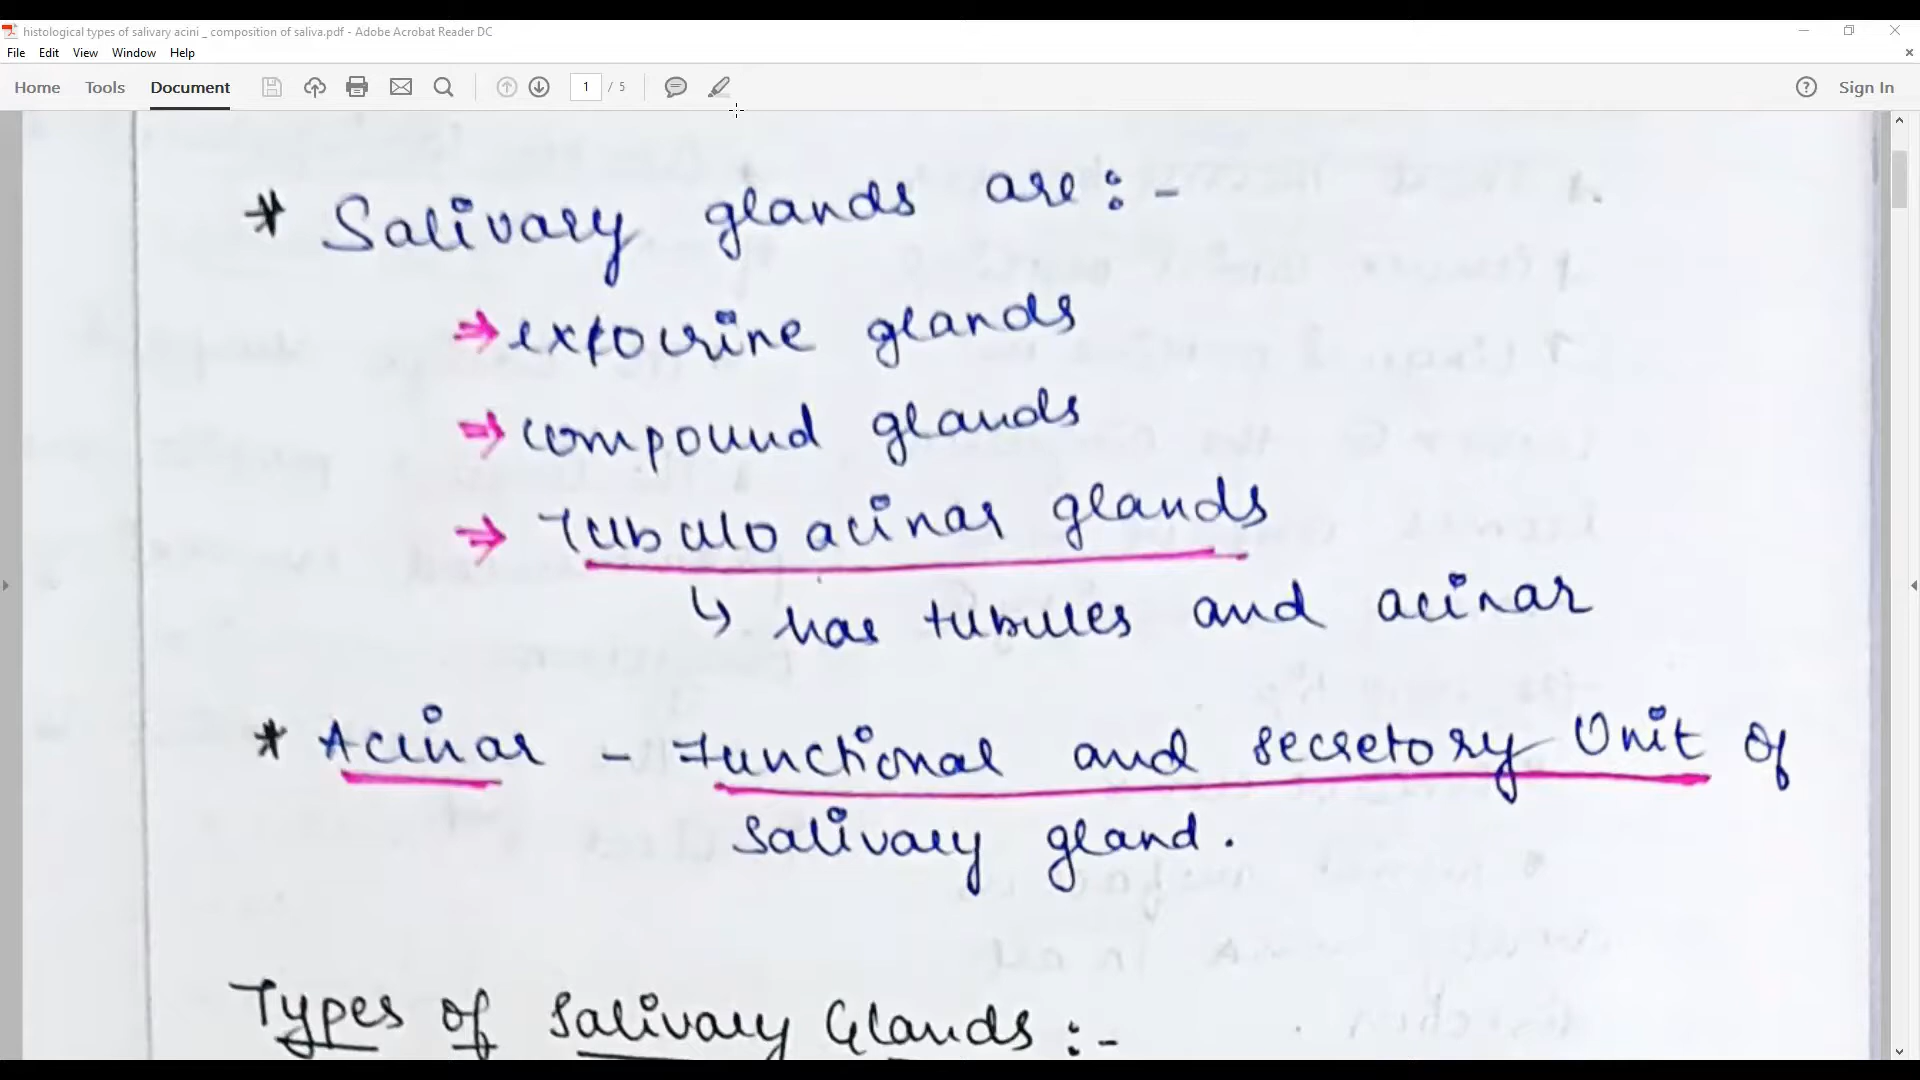 histological types of salivary acini _ composition of saliva.pdf - Adobe Acrobat Reader DC
File Edit View Window Help
Home Tools Document 1 / 5 Sign In
* Salivary glands are:-
⇒ exocrine glands
⇒ compound glands
⇒ Tubulo acinar glands
↳ has tubules and acinar
* Acinar - Functional and secretory Unit of
salivary gland.
Types of Salivary Glands:-